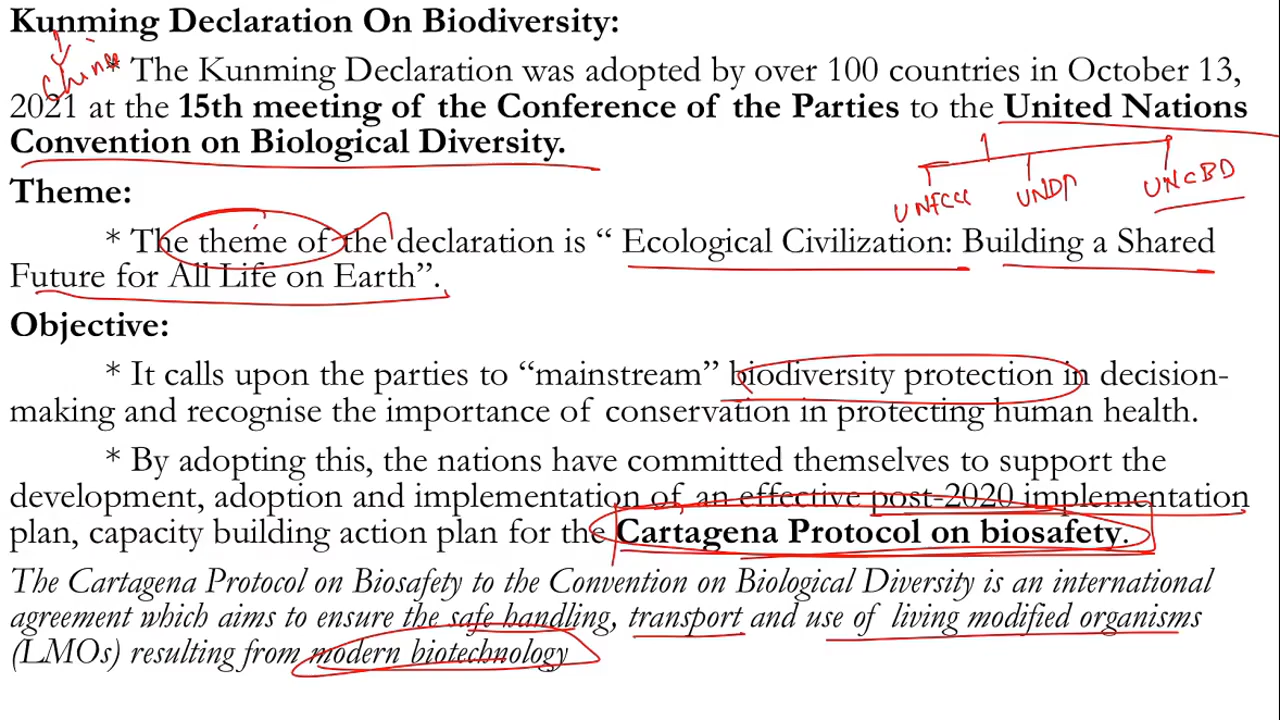 Kunming Declaration On Biodiversity:
China
* The Kunming Declaration was adopted by over 100 countries in October 13,
2021 at the 15th meeting of the Conference of the Parties to the United Nations
Convention on Biological Diversity.
UNFCCC UNDP UNCBD
Theme:
* The theme of the declaration is “ Ecological Civilization: Building a Shared
Future for All Life on Earth”.
Objective:
* It calls upon the parties to “mainstream” biodiversity protection in decision-
making and recognise the importance of conservation in protecting human health.
* By adopting this, the nations have committed themselves to support the
development, adoption and implementation of, an effective post-2020 implementation
plan, capacity building action plan for the Cartagena Protocol on biosafety.
The Cartagena Protocol on Biosafety to the Convention on Biological Diversity is an international
agreement which aims to ensure the safe handling, transport and use of living modified organisms
(LMOs) resulting from modern biotechnology